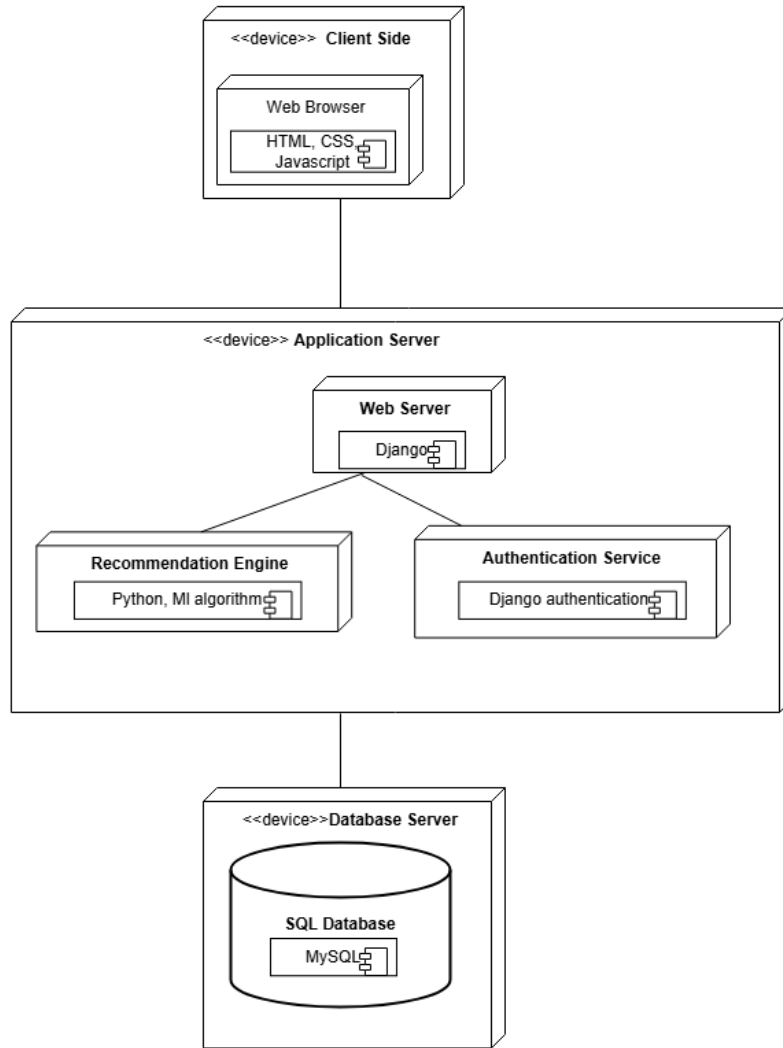 <<device>> Client Side
Web Browser
HTML, CSS,
Javascript
<<device>> Application Server
Web Server
Django
Recommendation Engine
Python, Ml algorithm
Authentication Service
Django authentication
<<device>>Database Server
SQL Database
MySQL